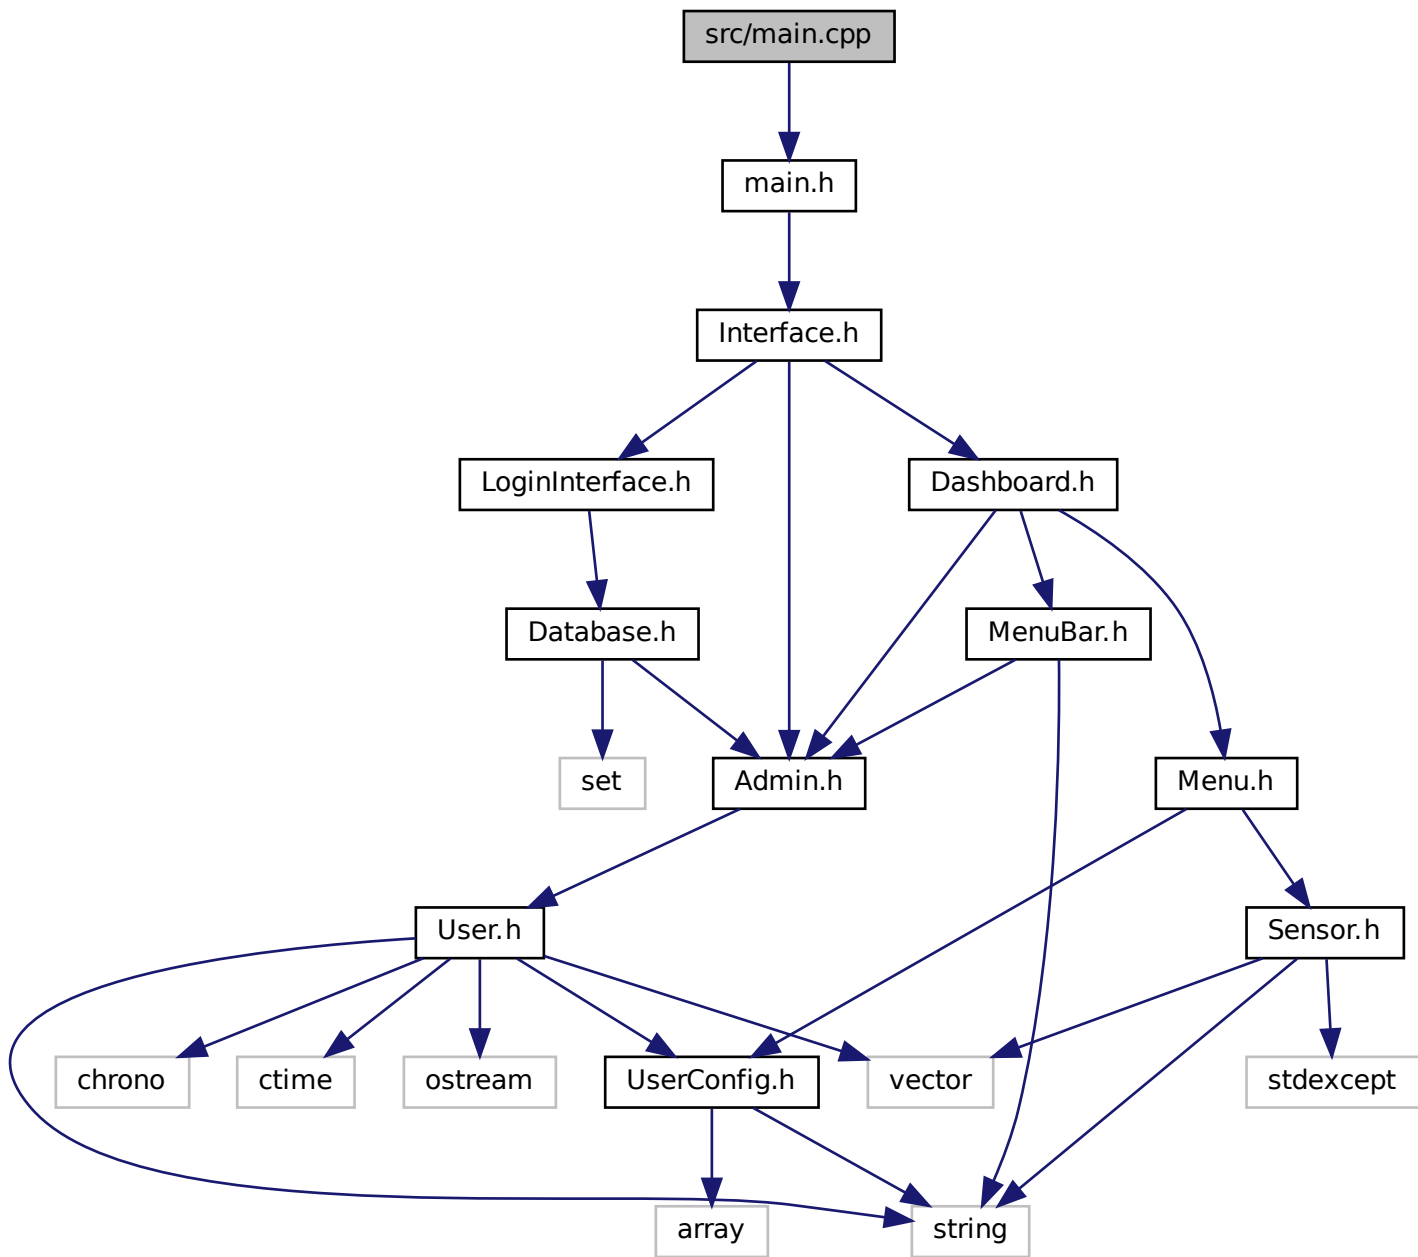 src/main.cpp
main.h
Interface.h
LoginInterface.h
Dashboard.h
Database.h
MenuBar.h
set
Admin.h
Menu.h
User.h
Sensor.h
chrono
ctime
ostream
UserConfig.h
vector
stdexcept
array
string